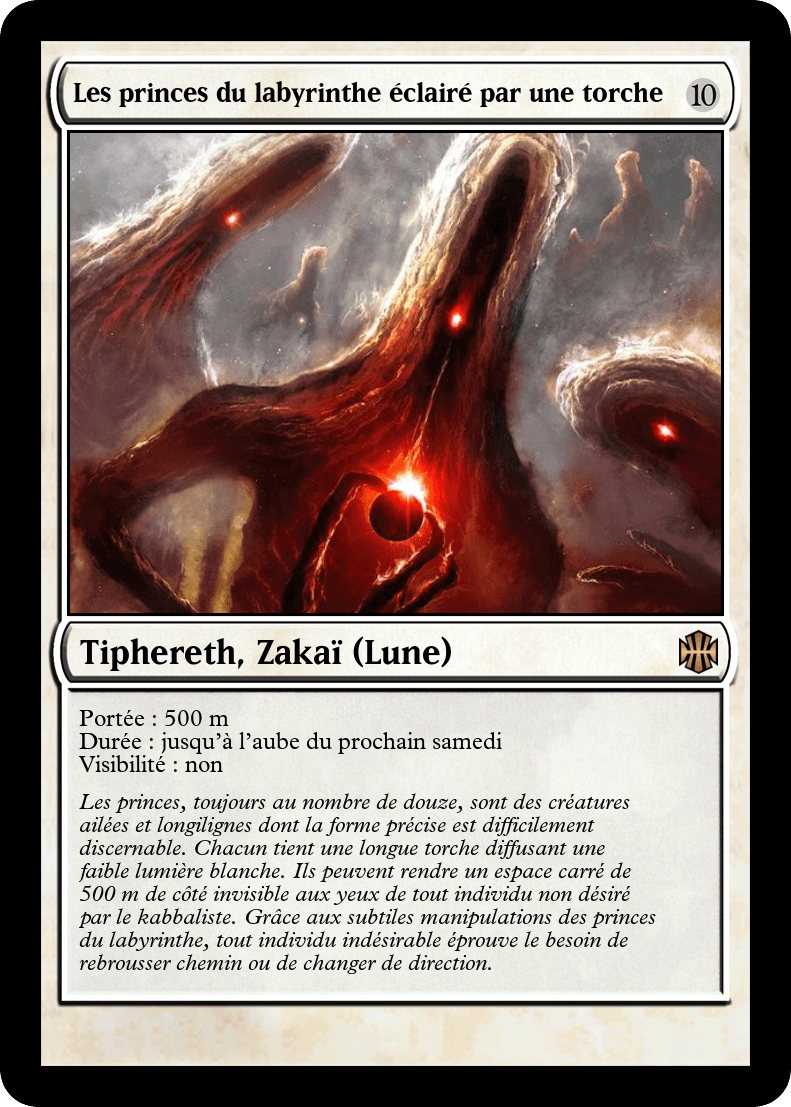 Les princes du labyrinthe éclairé par une torche 10
Tiphereth, Zakaï (Lune)
Portée : 500 m
Durée : jusqu'à l'aube du prochain samedi
Visibilité : non
Les princes, toujours au nombre de douze, sont des créatures
ailées et longilignes dont la forme précise est difficilement
discernable. Chacun tient une longue torche diffusant une
faible lumière blanche. Ils peuvent rendre un espace carré de
500 m de côté invisible aux yeux de tout individu non désiré
par le kabbaliste. Grâce aux subtiles manipulations des princes
du labyrinthe, tout individu indésirable éprouve le besoin de
rebrousser chemin ou de changer de direction.